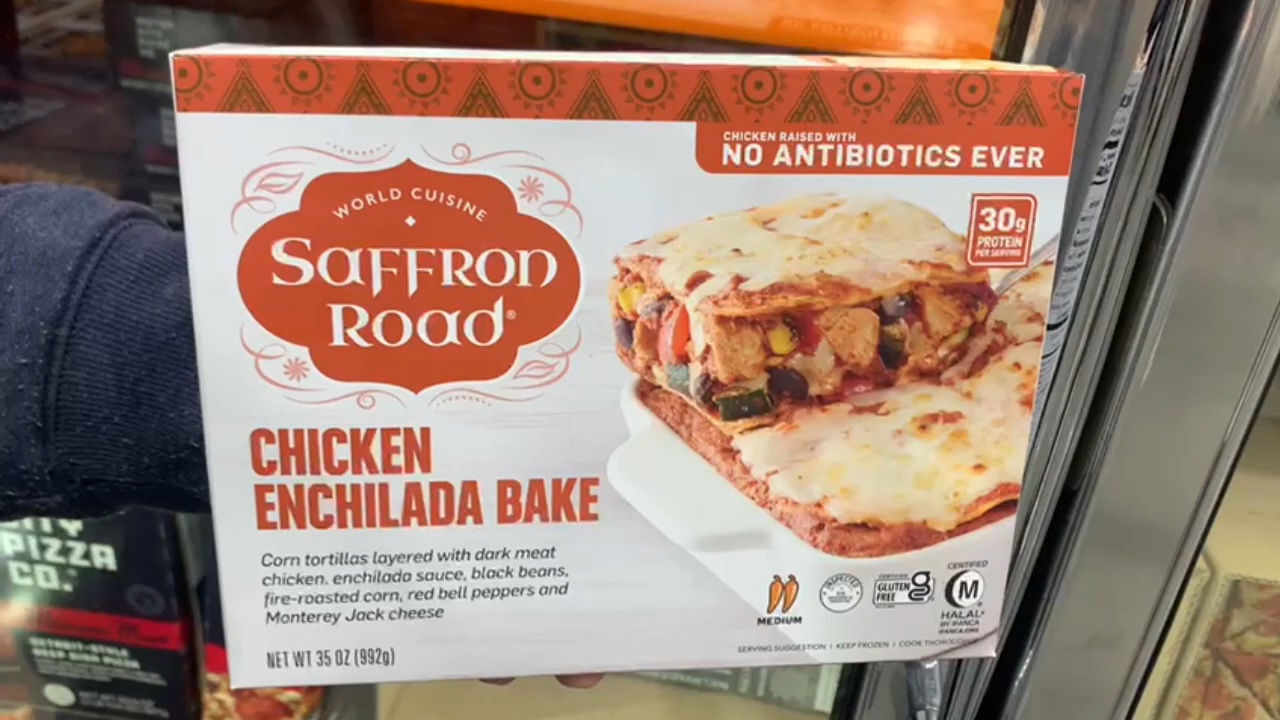 CHICKEN RAISED WITH
NO ANTIBIOTICS EVER
WORLD CUISINE
SAFFRON
ROAD®
30g
PROTEIN
PER SERVING
CHICKEN
ENCHILADA BAKE
Corn tortillas layered with dark meat
chicken. enchilada sauce, black beans,
fire-roasted corn, red bell peppers and
Monterey Jack cheese
NET WT 35 OZ (992g)
MEDIUM
INSPECTED
CERTIFIED
GLUTEN
FREE
CERTIFIED
M
HALAL®
BY IFANCA
IFANCA.ORG
SERVING SUGGESTION | KEEP FROZEN | COOK THOROUGHLY
PIZZA
CO.
DETROIT-STYLE
DEEP DISH PIZZA